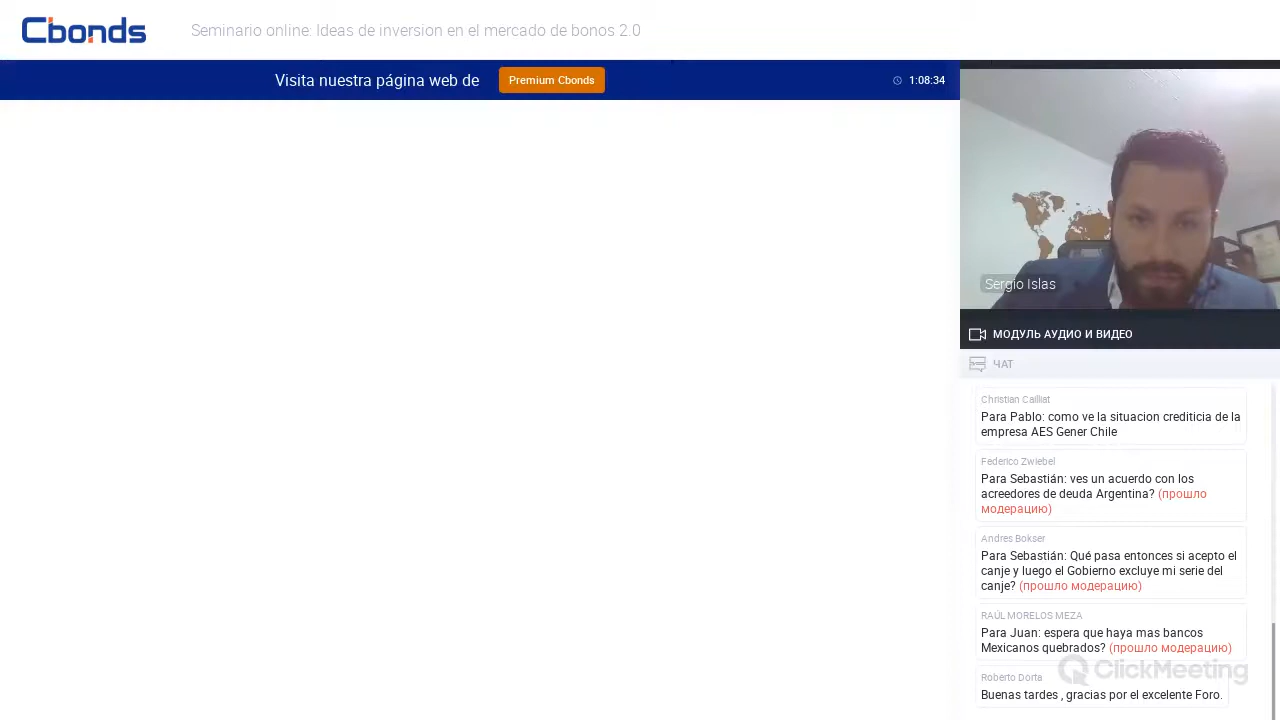 Cbonds
Seminario online: Ideas de inversion en el mercado de bonos 2.0
Visita nuestra página web de
Premium Cbonds
1:08:34
Sergio Islas
МОДУЛЬ АУДИО И ВИДЕО
ЧАТ
Christian Cailliat
Para Pablo: como ve la situacion crediticia de la
empresa AES Gener Chile
Federico Zwiebel
Para Sebastián: ves un acuerdo con los
acreedores de deuda Argentina? (прошло
модерацию)
Andres Bokser
Para Sebastián: Qué pasa entonces si acepto el
canje y luego el Gobierno excluye mi serie del
canje? (прошло модерацию)
RAÚL MORELOS MEZA
Para Juan: espera que haya mas bancos
Mexicanos quebrados? (прошло модерацию)
ClickMeeting
Roberto Dorta
Buenas tardes , gracias por el excelente Foro.